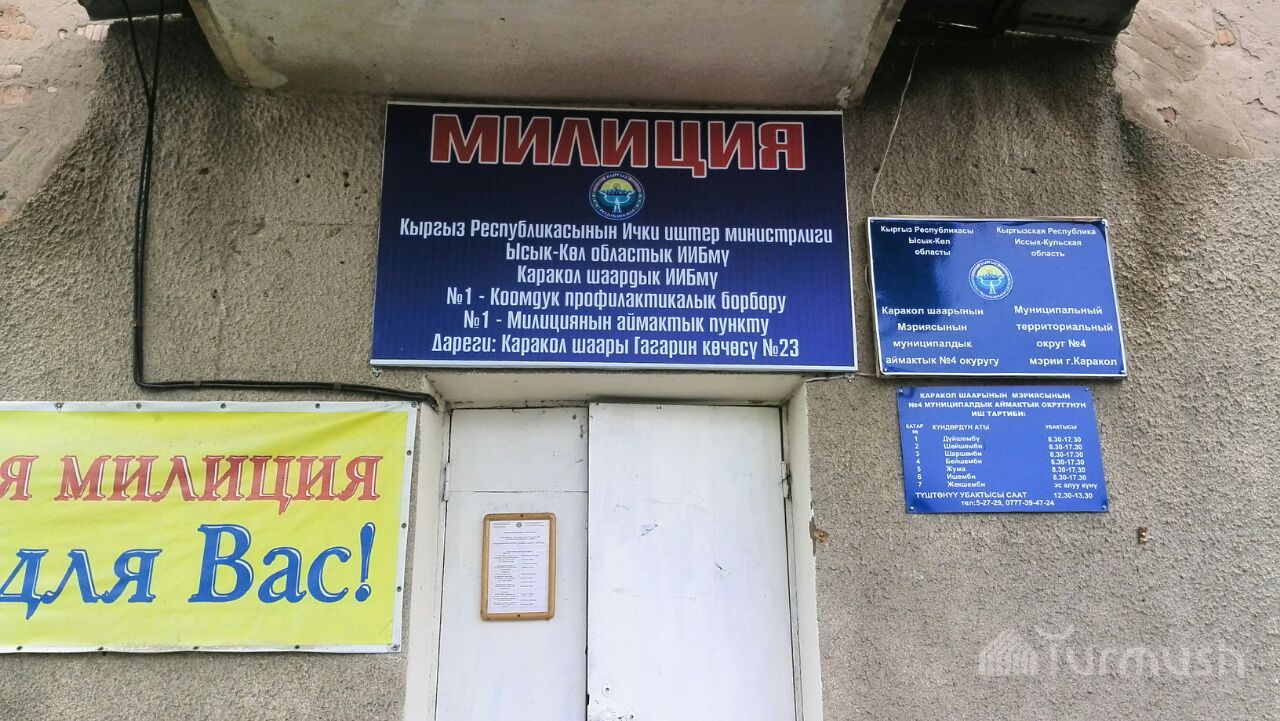 МИЛИЦИЯ
Кыргыз Республикасынын Ички иштер министрлиги
Ысык-Көл областык ИИБмү
Каракол шаардык ИИБмү
№1 - Коомдук профилактикалык борбору
№1 - Милициянын аймактык пункту
Дареги: Каракол шаары Гагарин көчөсү №23
Кыргыз Республикасы
Ысык-Көл
областы
Кыргызская Республика
Иссык-Кульская
область
Каракол шаарынын
Мэриясынын
муниципалдык
аймактык №4 округу
Муниципальный
территориальный
округ №4
мэрии г.Каракол
КАРАКОЛ ШААРЫНЫН МЭРИЯСЫНЫН
№4 МУНИЦИПАЛДЫК АЙМАКТЫК ОКРУГУНУН
ИШ ТАРТИБИ:
КАТАР № КҮНДӨРДҮН АТЫ УБАКТЫСЫ
1 Дүйшөмбү 8.30-17.30
2 Шейшемби 8.30-17.30
3 Шаршемби 8.30-17.30
4 Бейшемби 8.30-17.30
5 Жума 8.30-17.30
6 Ишемби 8.30-17.30
7 Жекшемби эс алуу күнү
ТҮШТӨНҮҮ УБАКТЫСЫ СААТ 12.30-13.30
тел:5-27-29, 0777-39-47-24
Я МИЛИЦИЯ
для Вас!
Turmush